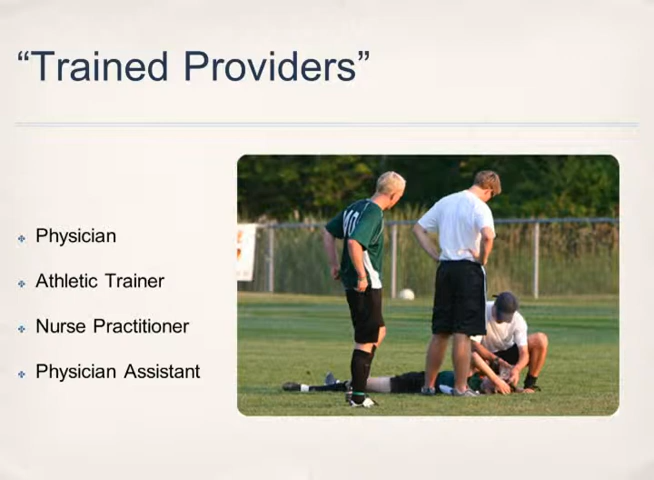 “Trained Providers”
Physician
Athletic Trainer
Nurse Practitioner
Physician Assistant